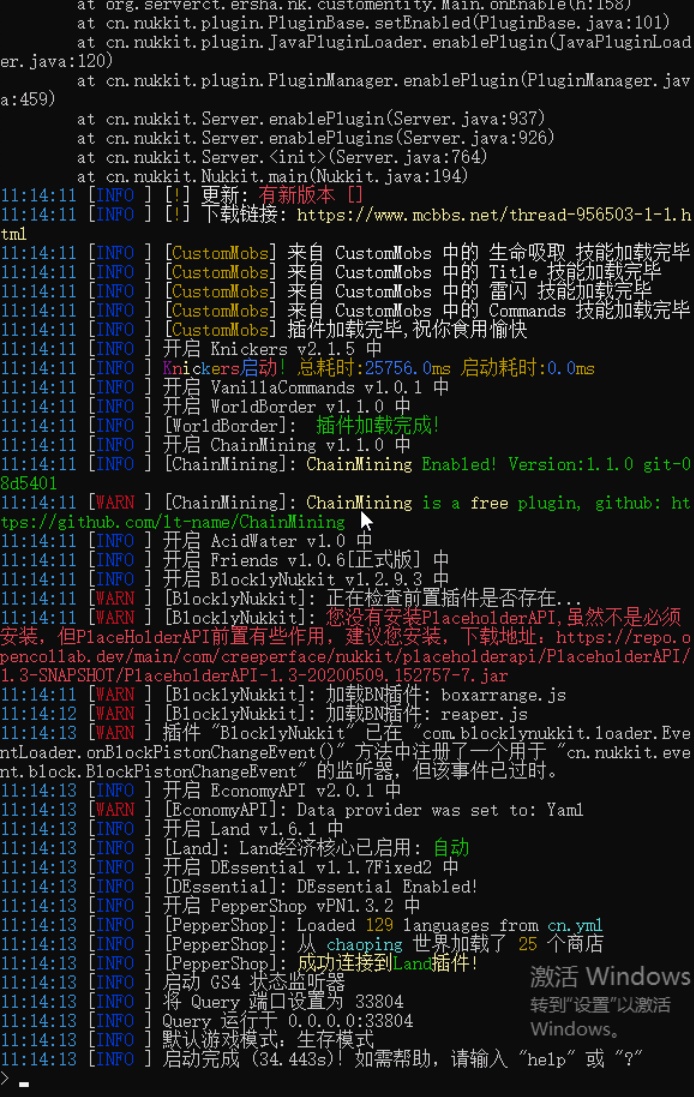 at org.serverct.ersha.nk.customentity.Main.onEnable(h:158)
at cn.nukkit.plugin.PluginBase.setEnabled(PluginBase.java:101)
at cn.nukkit.plugin.JavaPluginLoader.enablePlugin(JavaPluginLoad
er.java:120)
at cn.nukkit.plugin.PluginManager.enablePlugin(PluginManager.jav
a:459)
at cn.nukkit.Server.enablePlugin(Server.java:937)
at cn.nukkit.Server.enablePlugins(Server.java:926)
at cn.nukkit.Server.<init>(Server.java:764)
at cn.nukkit.Nukkit.main(Nukkit.java:194)
11:14:11 [INFO ] [!] 更新: 有新版本 []
11:14:11 [INFO ] [!] 下载链接: https://www.mcbbs.net/thread-956503-1-1.h
tml
11:14:11 [INFO ] [CustomMobs] 来自 CustomMobs 中的 生命吸取 技能加载完毕
11:14:11 [INFO ] [CustomMobs] 来自 CustomMobs 中的 Title 技能加载完毕
11:14:11 [INFO ] [CustomMobs] 来自 CustomMobs 中的 雷闪 技能加载完毕
11:14:11 [INFO ] [CustomMobs] 来自 CustomMobs 中的 Commands 技能加载完毕
11:14:11 [INFO ] [CustomMobs] 插件加载完毕,祝你食用愉快
11:14:11 [INFO ] 开启 Knickers v2.1.5 中
11:14:11 [INFO ] Knickers启动! 总耗时:25756.0ms 启动耗时:0.0ms
11:14:11 [INFO ] 开启 VanillaCommands v1.0.1 中
11:14:11 [INFO ] 开启 WorldBorder v1.1.0 中
11:14:11 [INFO ] [WorldBorder]: 插件加载完成!
11:14:11 [INFO ] 开启 ChainMining v1.1.0 中
11:14:11 [INFO ] [ChainMining]: ChainMining Enabled! Version:1.1.0 git-0
8d5401
11:14:11 [WARN ] [ChainMining]: ChainMining is a free plugin, github: ht
tps://github.com/lt-name/ChainMining
11:14:11 [INFO ] 开启 AcidWater v1.0 中
11:14:11 [INFO ] 开启 Friends v1.0.6[正式版] 中
11:14:11 [INFO ] 开启 BlocklyNukkit v1.2.9.3 中
11:14:11 [WARN ] [BlocklyNukkit]: 正在检查前置插件是否存在...
11:14:11 [WARN ] [BlocklyNukkit]: 您没有安装PlaceholderAPI,虽然不是必须
安装，但PlaceHolderAPI前置有些作用，建议您安装，下载地址：https://repo.o
pencollab.dev/main/com/creeperface/nukkit/placeholderapi/PlaceholderAPI/
1.3-SNAPSHOT/PlaceholderAPI-1.3-20200509.152757-7.jar
11:14:11 [WARN ] [BlocklyNukkit]: 加载BN插件: boxarrange.js
11:14:12 [WARN ] [BlocklyNukkit]: 加载BN插件: reaper.js
11:14:13 [WARN ] 插件 "BlocklyNukkit" 已在 "com.blocklynukkit.loader.Eve
ntLoader.onBlockPistonChangeEvent()" 方法中注册了一个用于 "cn.nukkit.eve
nt.block.BlockPistonChangeEvent" 的监听器，但该事件已过时。
11:14:13 [INFO ] 开启 EconomyAPI v2.0.1 中
11:14:13 [WARN ] [EconomyAPI]: Data provider was set to: Yaml
11:14:13 [INFO ] 开启 Land v1.6.1 中
11:14:13 [INFO ] [Land]: Land经济核心已启用: 自动
11:14:13 [INFO ] 开启 DEssential v1.1.7Fixed2 中
11:14:13 [INFO ] [DEssential]: DEssential Enabled!
11:14:13 [INFO ] 开启 PepperShop vPN1.3.2 中
11:14:13 [INFO ] [PepperShop]: Loaded 129 languages from cn.yml
11:14:13 [INFO ] [PepperShop]: 从 chaoping 世界加载了 25 个商店
11:14:13 [INFO ] [PepperShop]: 成功连接到Land插件!
11:14:13 [INFO ] 启动 GS4 状态监听器
11:14:13 [INFO ] 将 Query 端口设置为 33804
11:14:13 [INFO ] Query 运行于 0.0.0.0:33804
11:14:13 [INFO ] 默认游戏模式：生存模式
11:14:13 [INFO ] 启动完成 (34.443s)! 如需帮助，请输入 "help" 或 "?"
>
激活 Windows
转到“设置”以激活
Windows。